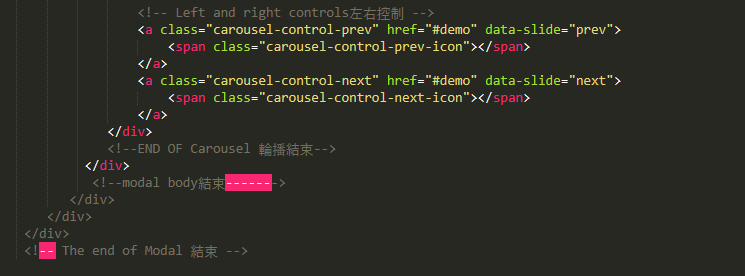 <!-- Left and right controls左右控制 -->
<a class="carousel-control-prev" href="#demo" data-slide="prev">
<span class="carousel-control-prev-icon"></span>
</a>
<a class="carousel-control-next" href="#demo" data-slide="next">
<span class="carousel-control-next-icon"></span>
</a>
</div>
<!--END OF Carousel 輪播結束-->
</div>
<!--modal body結束------->
</div>
</div>
</div>
<!-- The end of Modal 結束 -->